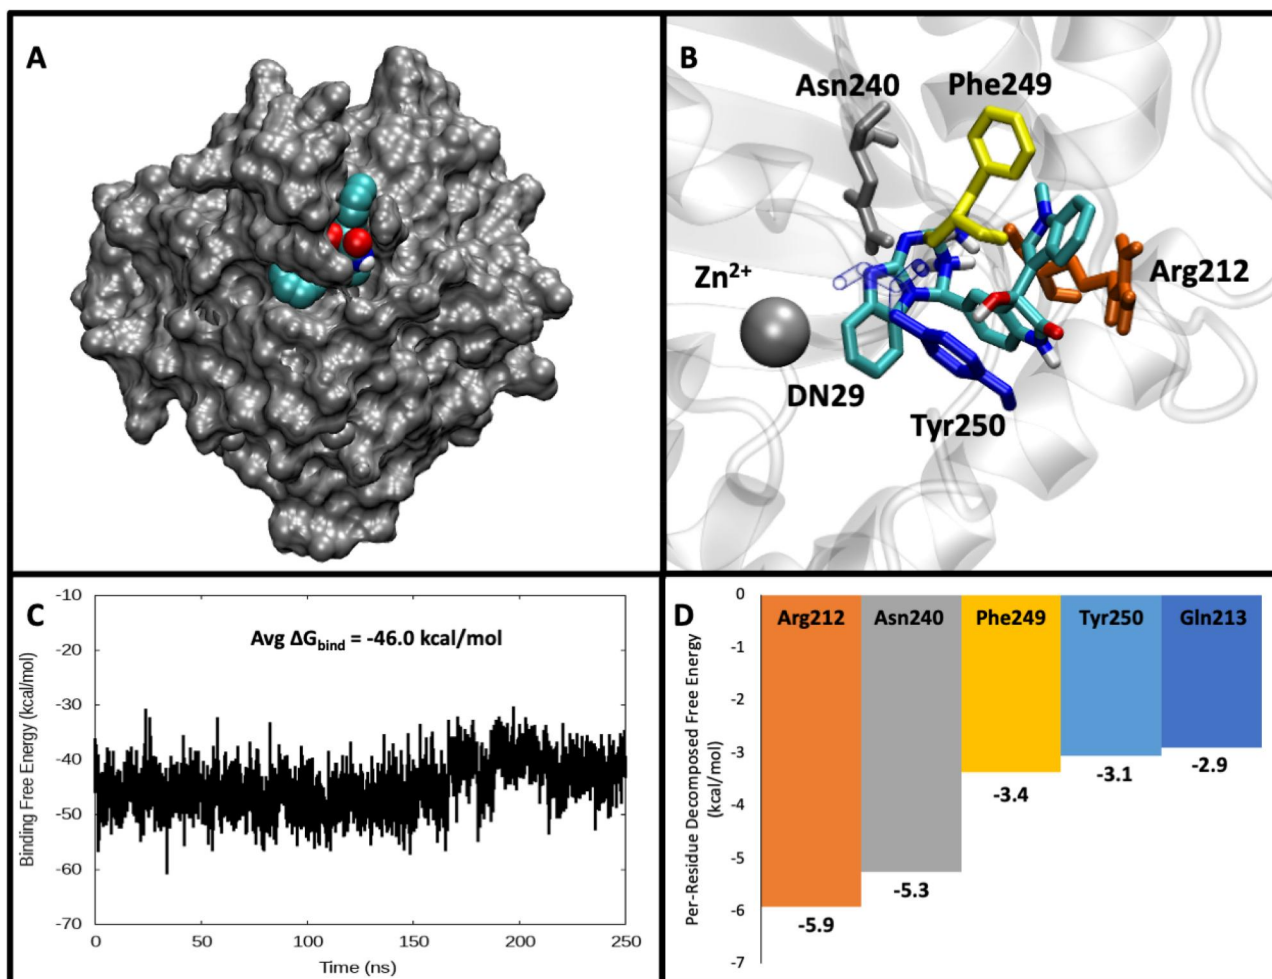 A
B
Asn240
Phe249
Zn²⁺
Arg212
DN29
Tyr250
C
Avg ΔG_bind = -46.0 kcal/mol
Binding Free Energy (kcal/mol)
-10
-20
-30
-40
-50
-60
-70
0
50
100
150
200
250
Time (ns)
D
Per-Residue Decomposed Free Energy
(kcal/mol)
0
-1
-2
-3
-4
-5
-6
-7
Arg212
Asn240
Phe249
Tyr250
Gln213
-5.9
-5.3
-3.4
-3.1
-2.9